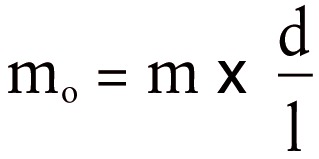 mₒ = m x d/l